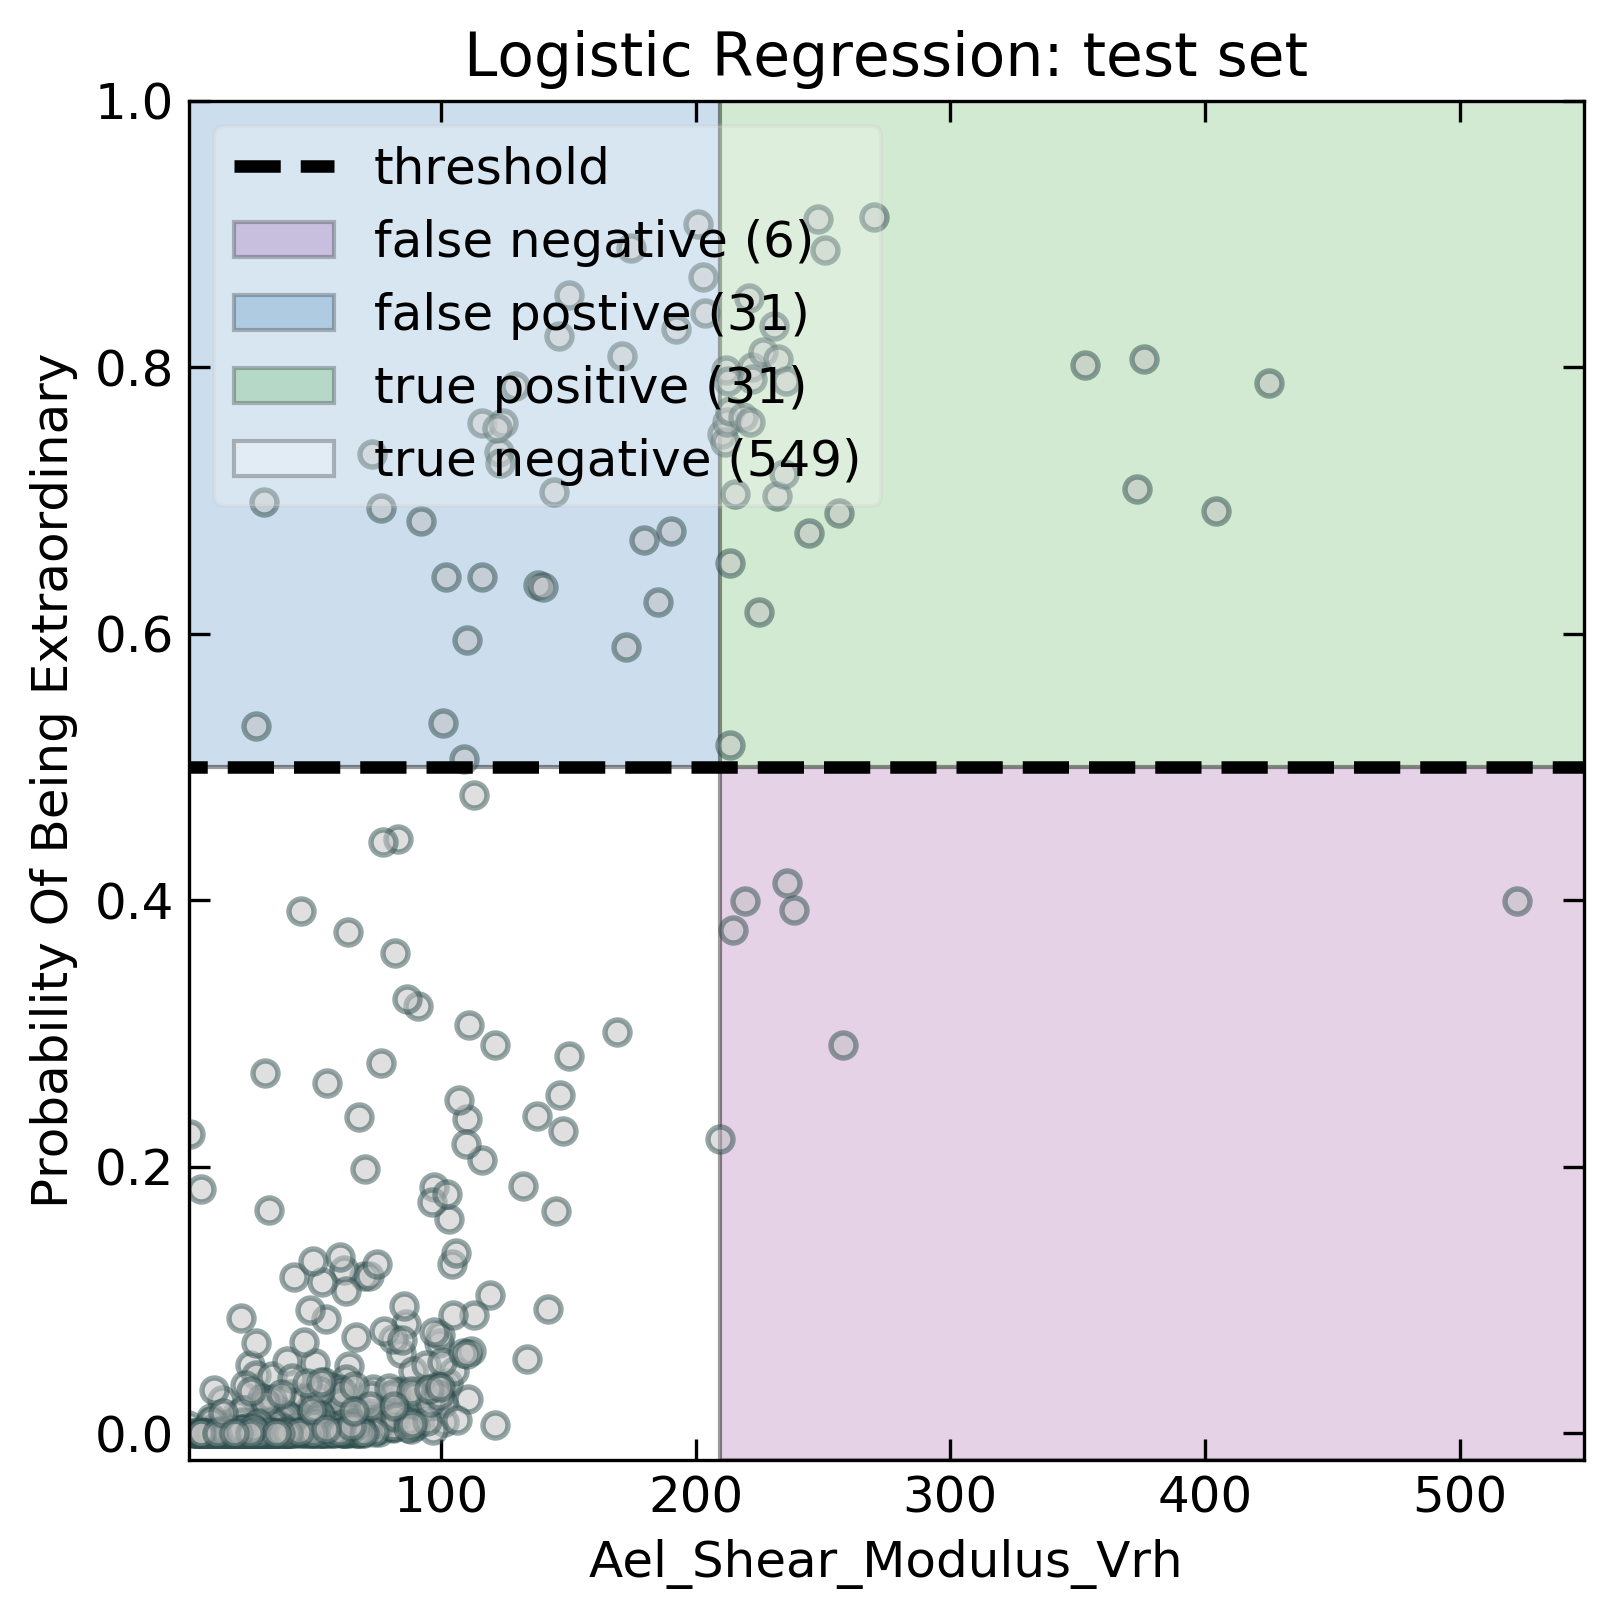 Logistic Regression: test set
1.0
0.8
0.6
0.4
0.2
0.0
Probability Of Being Extraordinary
threshold
false negative (6)
false postive (31)
true positive (31)
true negative (549)
100 200 300 400 500
Ael_Shear_Modulus_Vrh